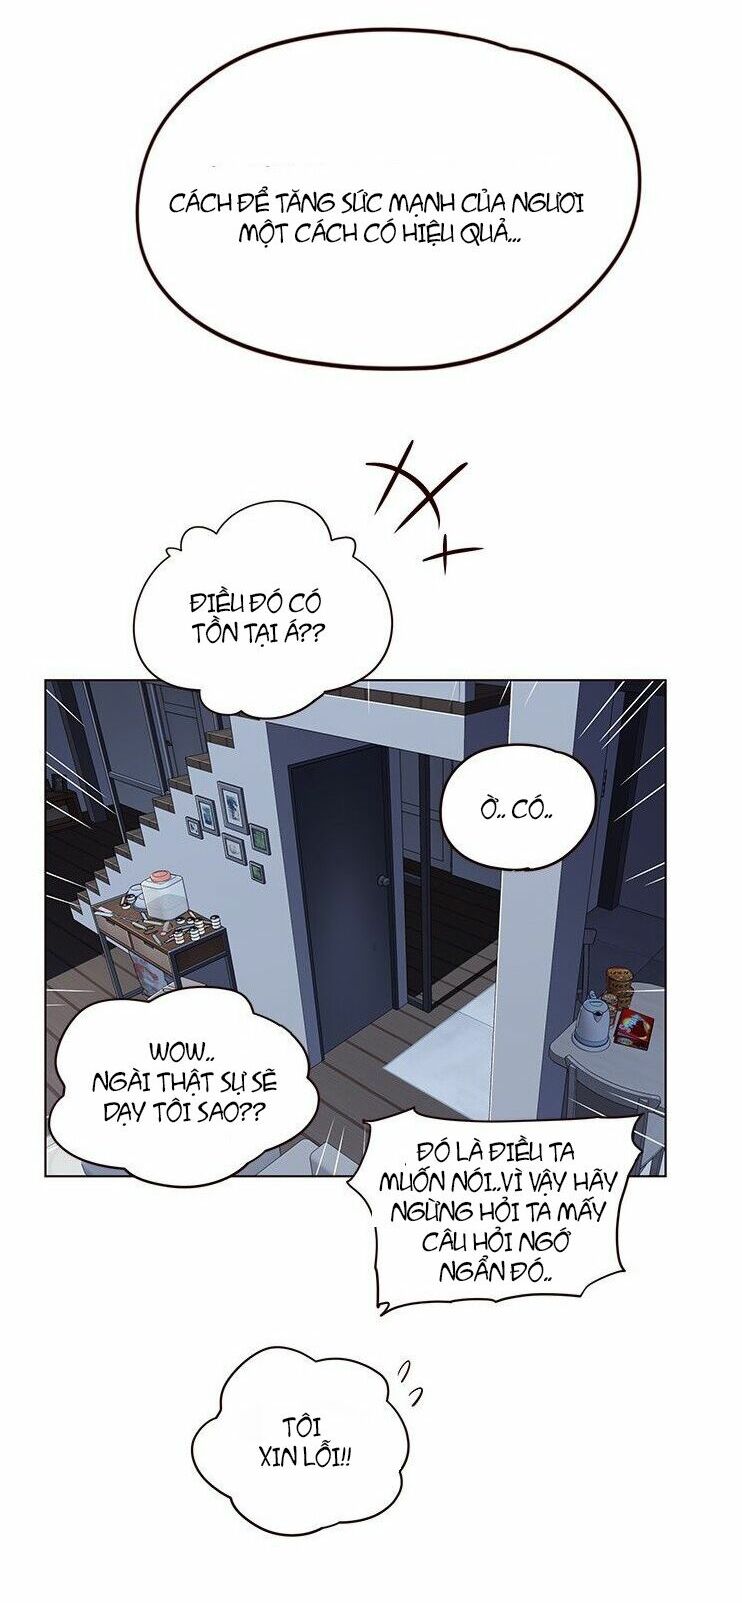 CÁCH ĐỂ TĂNG SỨC MẠNH CỦA NGƯƠI
MỘT CÁCH CÓ HIỆU QUẢ...
ĐIỀU ĐÓ CÓ
TỒN TẠI Á??
Ờ.. CÓ..
WOW..
NGÀI THẬT SỰ SẼ
DẠY TÔI SAO??
ĐÓ LÀ ĐIỀU TA
MUỐN NÓI..VÌ VẬY HÃY
NGỪNG HỎI TA MẤY
CÂU HỎI NGỚ
NGẨN ĐÓ..
TÔI
XIN LỖI!!